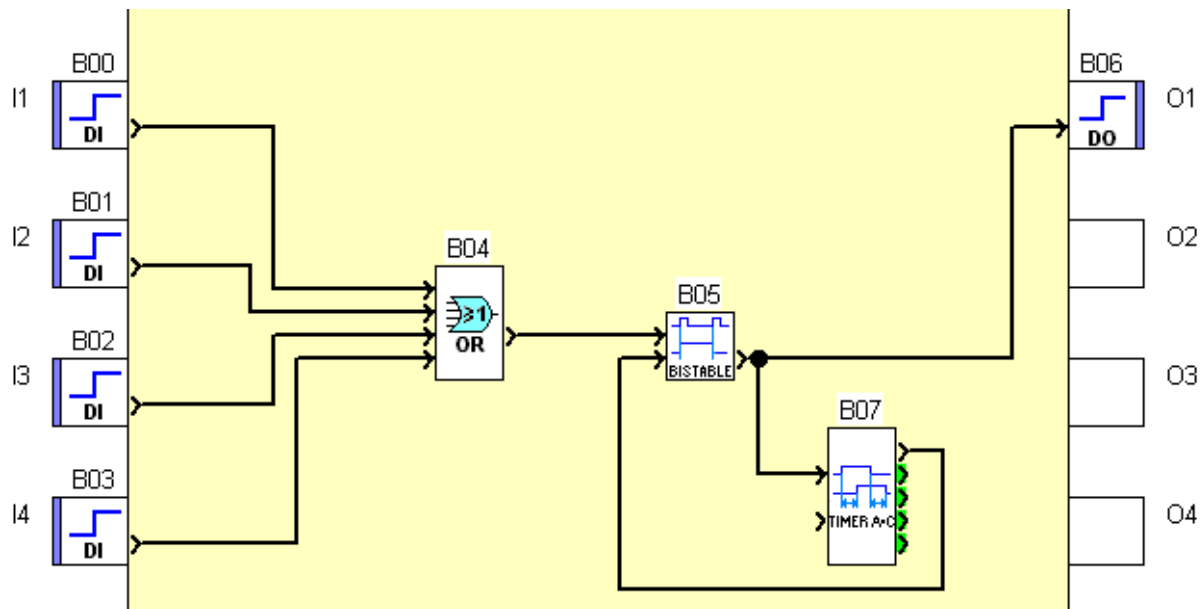 B00
I1
DI
B01
I2
DI
B02
I3
DI
B03
I4
DI
B04
≥1
OR
B05
BISTABLE
B07
TIMER A•C
B06
O1
DO
O2
O3
O4